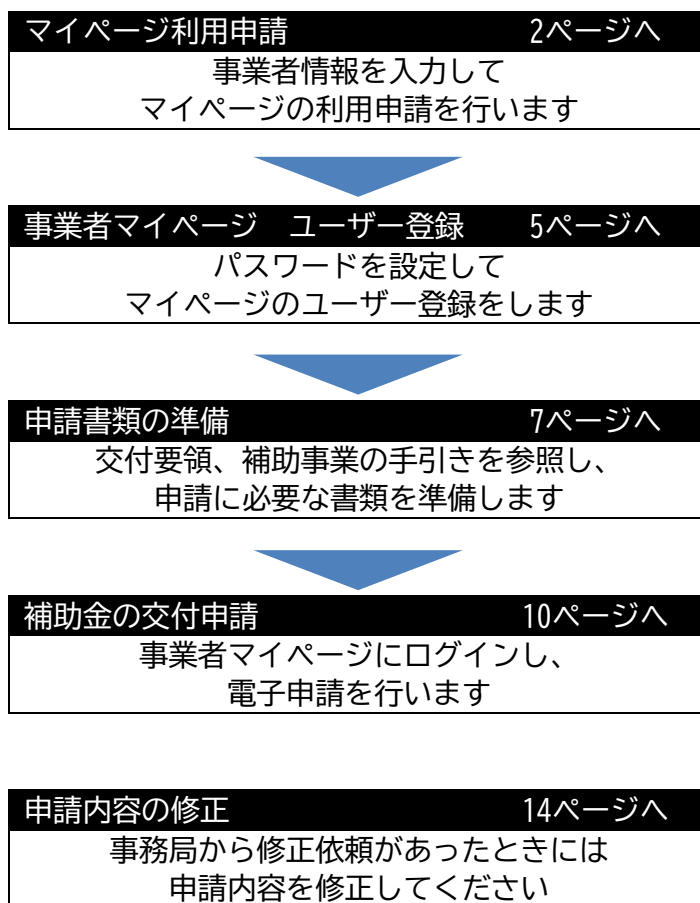 マイページ利用申請 2ページへ
事業者情報を入力して
マイページの利用申請を行います
事業者マイページ ユーザー登録 5ページへ
パスワードを設定して
マイページのユーザー登録をします
申請書類の準備 7ページへ
交付要領、補助事業の手引きを参照し、
申請に必要な書類を準備します
補助金の交付申請 10ページへ
事業者マイページにログインし、
電子申請を行います
申請内容の修正 14ページへ
事務局から修正依頼があったときには
申請内容を修正してください